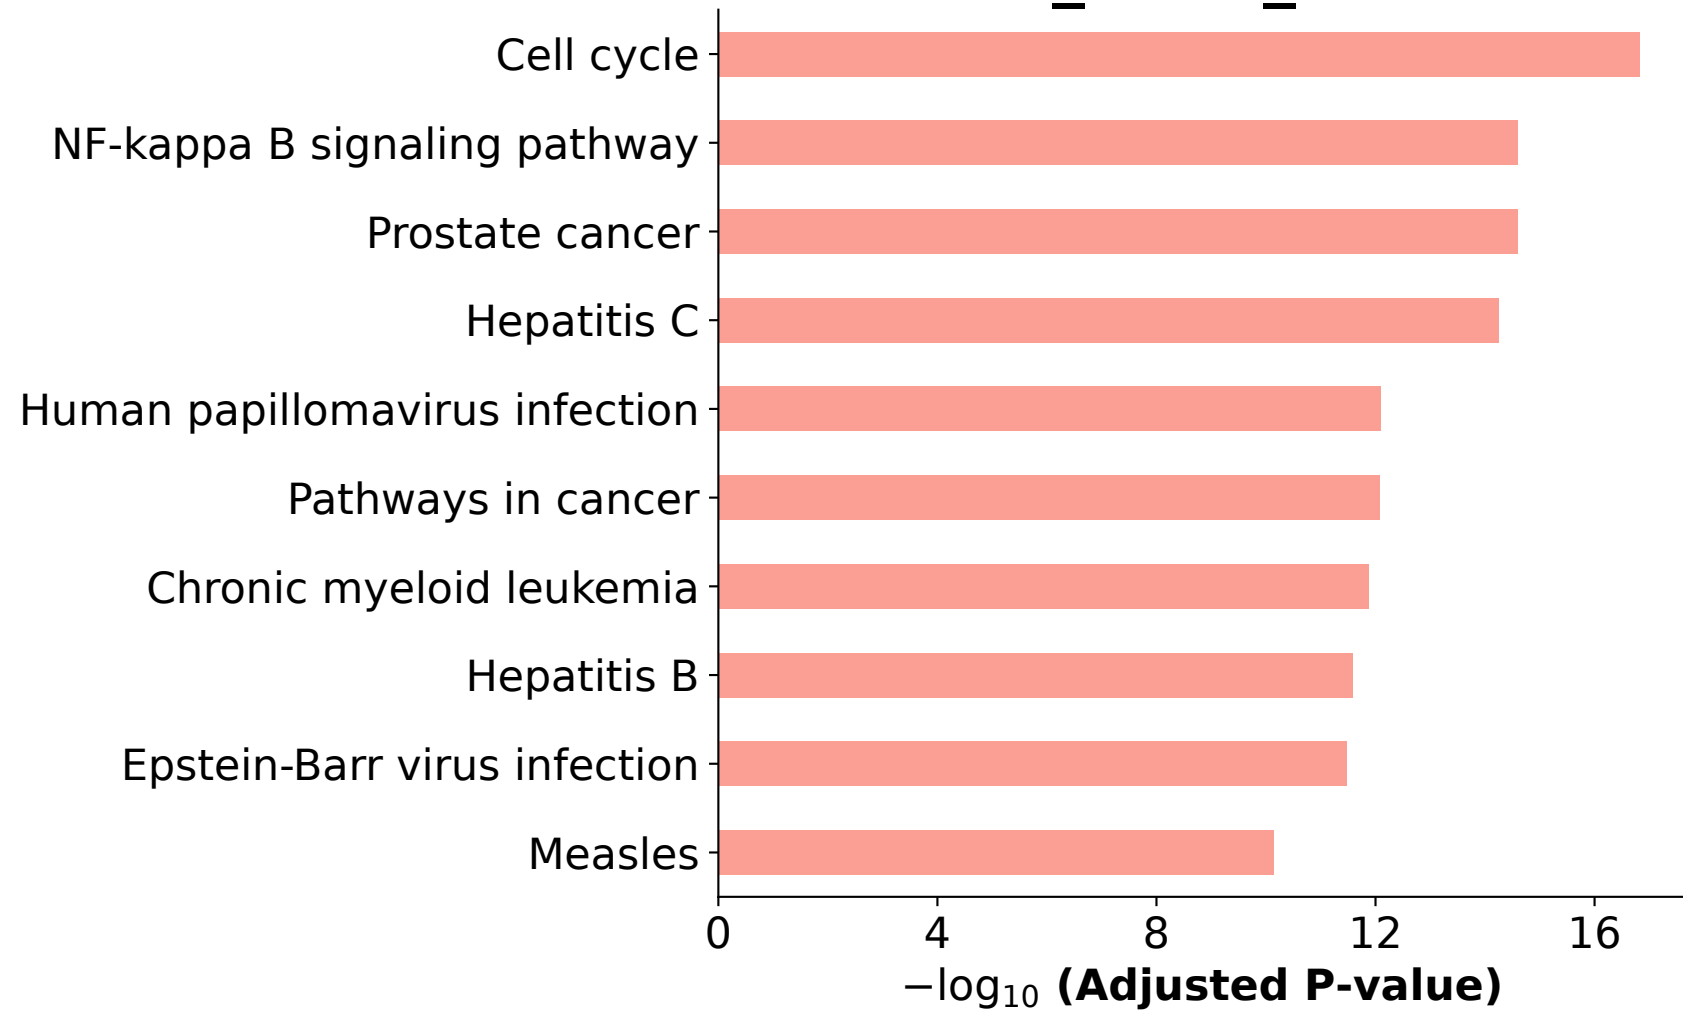 Cell cycle
NF-kappa B signaling pathway
Prostate cancer
Hepatitis C
Human papillomavirus infection
Pathways in cancer
Chronic myeloid leukemia
Hepatitis B
Epstein-Barr virus infection
Measles
0 4 8 12 16
−log₁₀ (Adjusted P-value)